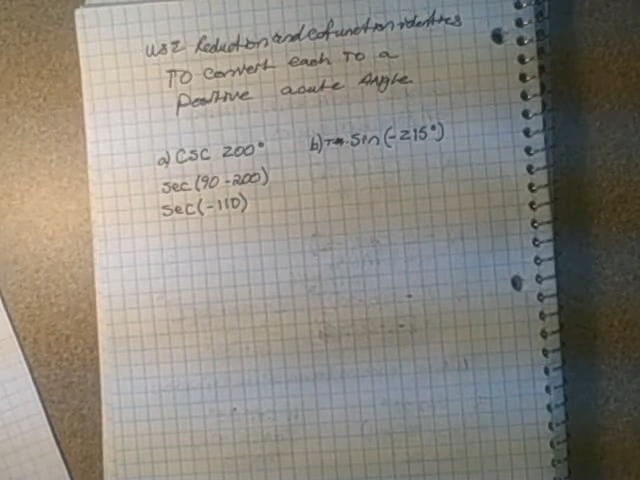 USE Reduction and cofunction identities
TO convert each TO a
Positive acute Angle
a) CSC 200° b) Sin(-215°)
sec(90-200)
sec(-110)